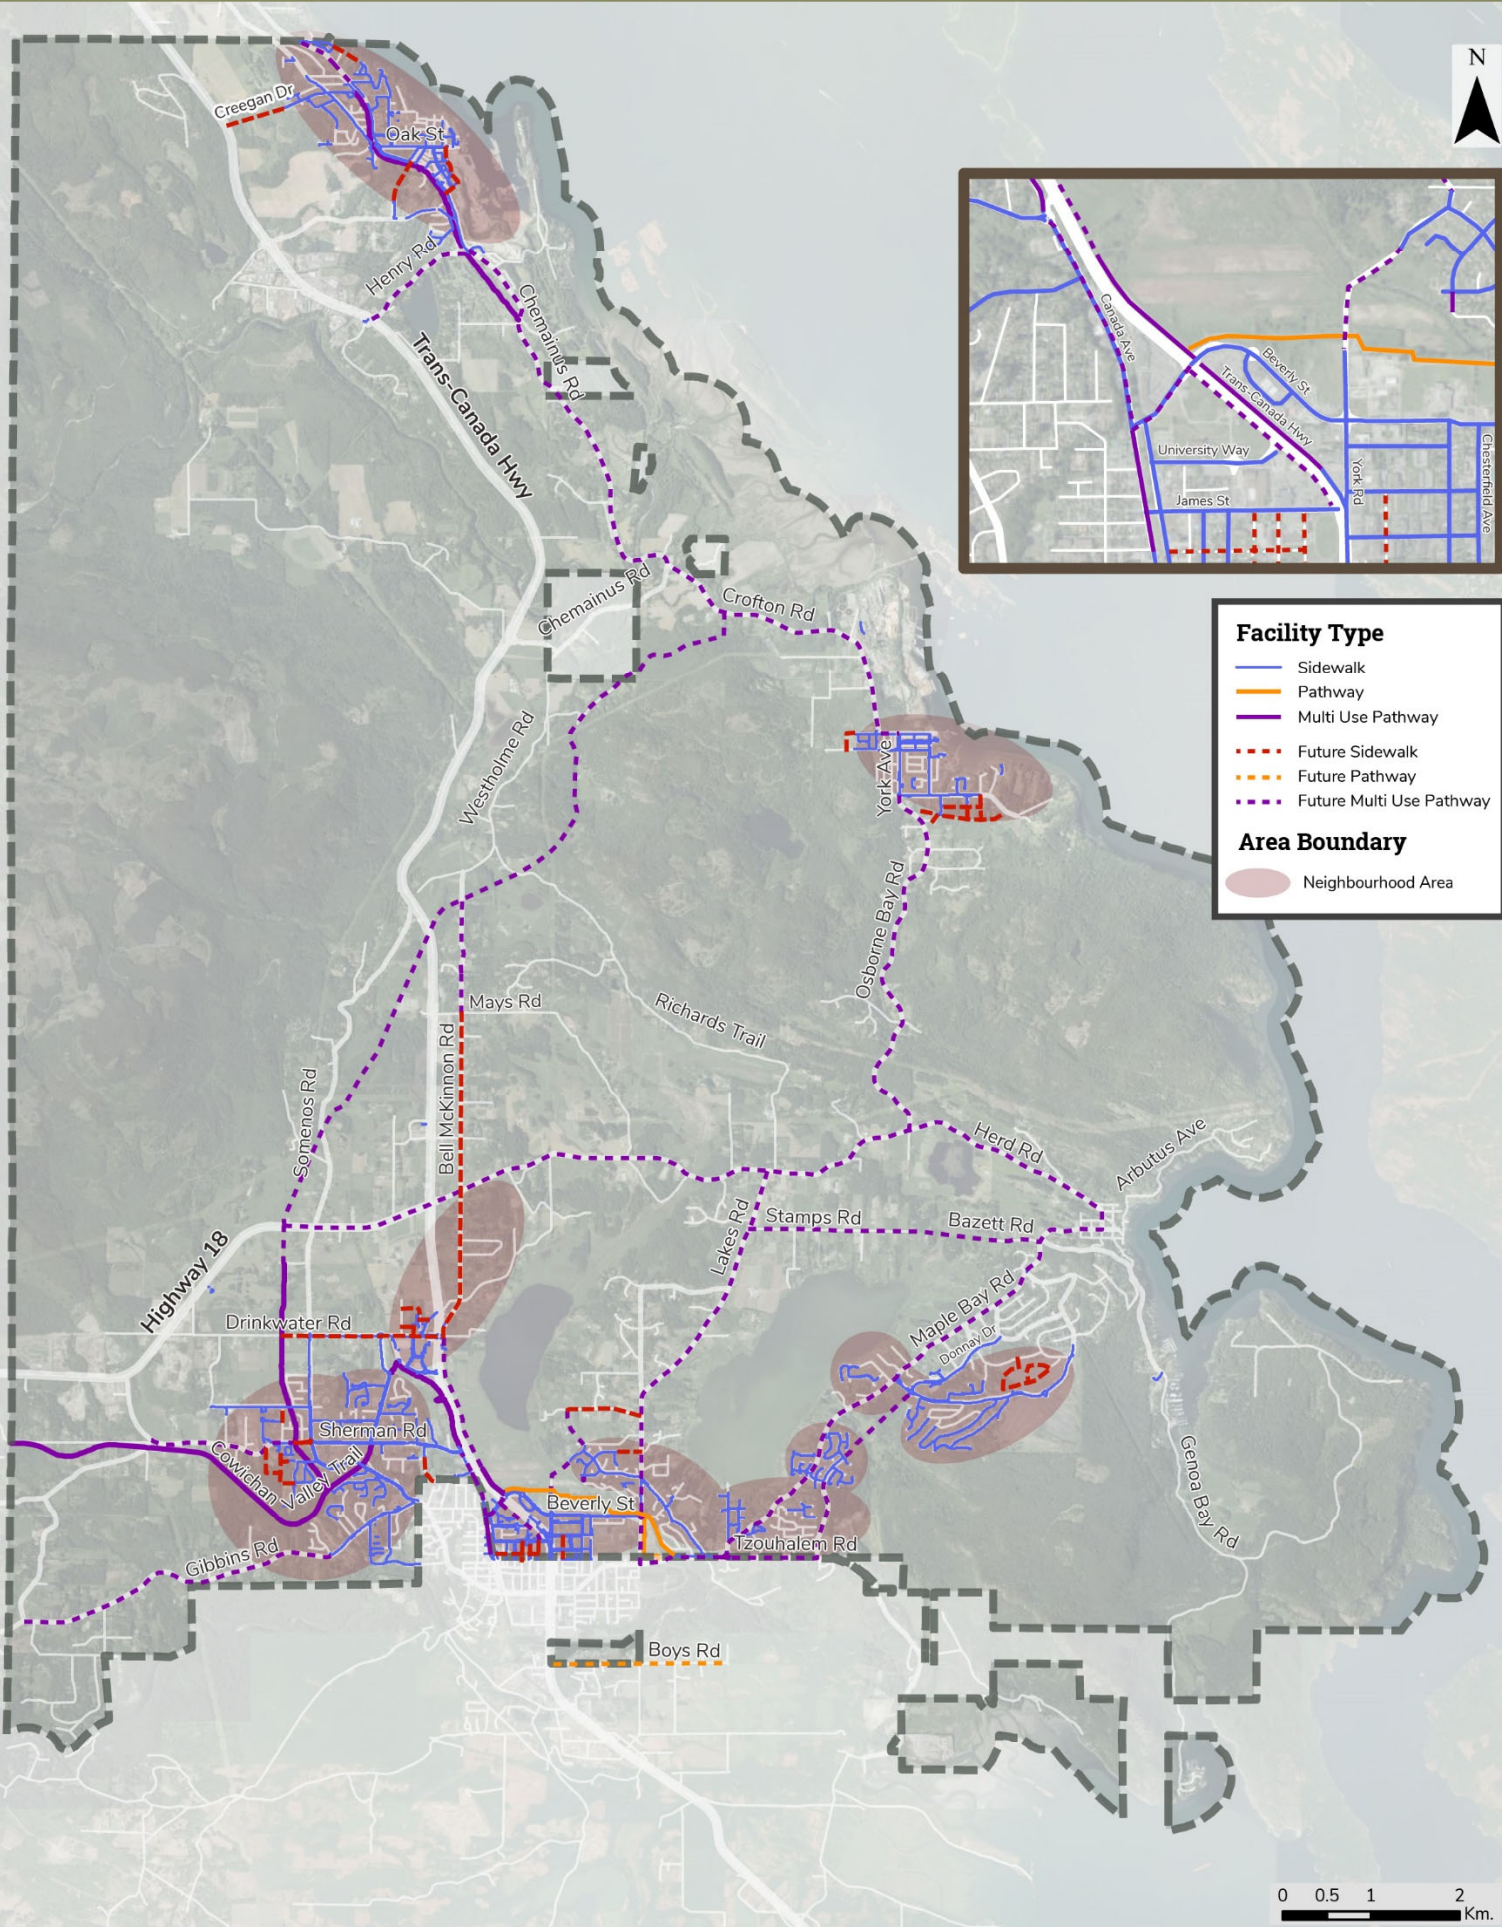 N
Creegan Dr
Oak St
Henry Rd
Chemainus Rd
Trans-Canada Hwy
Canada Ave
Beverly St
Trans-Canada Hwy
University Way
James St
York Rd
Chesterfield Ave
Chemainus Rd
Crofton Rd
Facility Type
Sidewalk
Pathway
Multi Use Pathway
Future Sidewalk
Future Pathway
Future Multi Use Pathway
Area Boundary
Neighbourhood Area
Westholme Rd
York Ave
Osborne Bay Rd
Mays Rd
Richards Trail
Bell McKinnon Rd
Somenos Rd
Herd Rd
Arbutus Ave
Stamps Rd
Bazett Rd
Lakes Rd
Highway 18
Drinkwater Rd
Maple Bay Rd
Donnay Dr
Sherman Rd
Cowichan Valley Trail
Genoa Bay Rd
Beverly St
Tzouhalem Rd
Gibbins Rd
Boys Rd
0 0.5 1 2
Km.